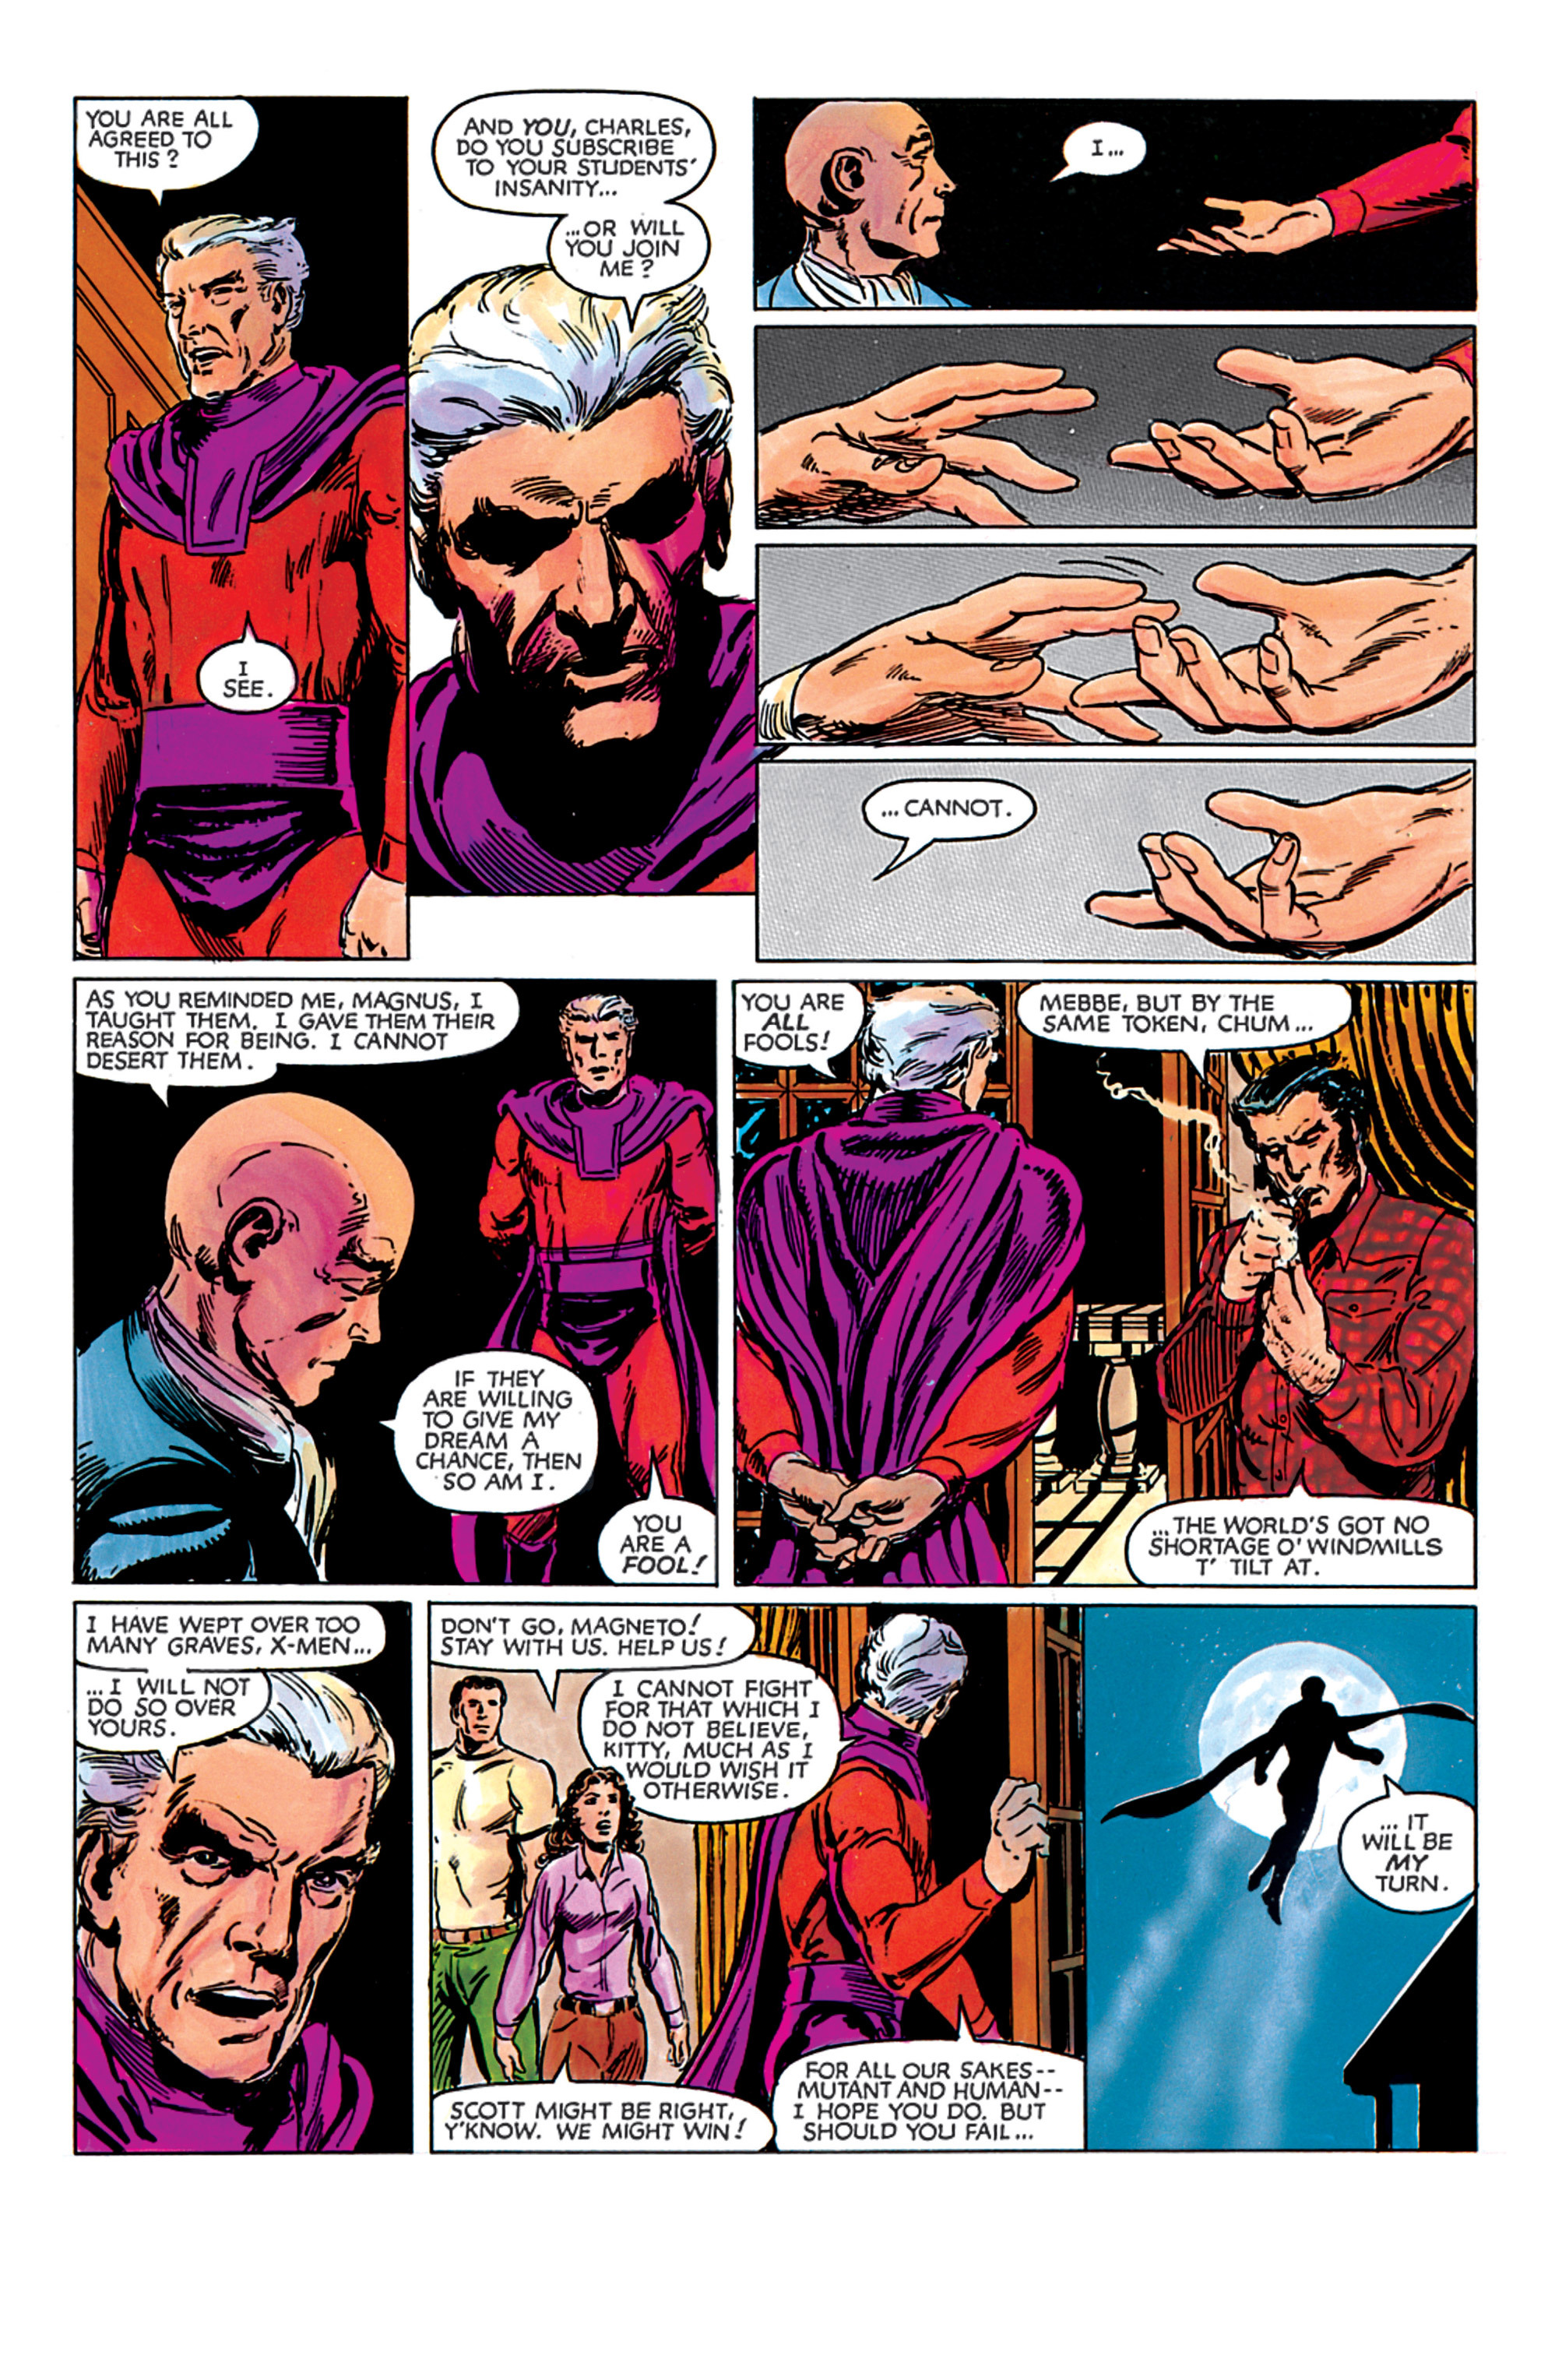 YOU ARE ALL
AGREED TO
THIS?
I
SEE.
AND YOU, CHARLES,
DO YOU SUBSCRIBE
TO YOUR STUDENTS'
INSANITY...
...OR WILL
YOU JOIN
ME?
I...
... CANNOT.
AS YOU REMINDED ME, MAGNUS, I
TAUGHT THEM. I GAVE THEM THEIR
REASON FOR BEING. I CANNOT
DESERT THEM.
IF THEY
ARE WILLING
TO GIVE MY
DREAM A
CHANCE, THEN
SO AM I.
YOU
ARE A
FOOL!
YOU ARE
ALL
FOOLS!
MEBBE, BUT BY THE
SAME TOKEN, CHUM...
...THE WORLD'S GOT NO
SHORTAGE O' WINDMILLS
T' TILT AT.
I HAVE WEPT OVER TOO
MANY GRAVES, X-MEN...
...I WILL NOT
DO SO OVER
YOURS.
DON'T GO, MAGNETO!
STAY WITH US. HELP US!
I CANNOT FIGHT
FOR THAT WHICH I
DO NOT BELIEVE,
KITTY, MUCH AS I
WOULD WISH IT
OTHERWISE.
SCOTT MIGHT BE RIGHT,
Y'KNOW. WE MIGHT WIN!
FOR ALL OUR SAKES--
MUTANT AND HUMAN--
I HOPE YOU DO. BUT
SHOULD YOU FAIL...
... IT
WILL BE
MY
TURN.